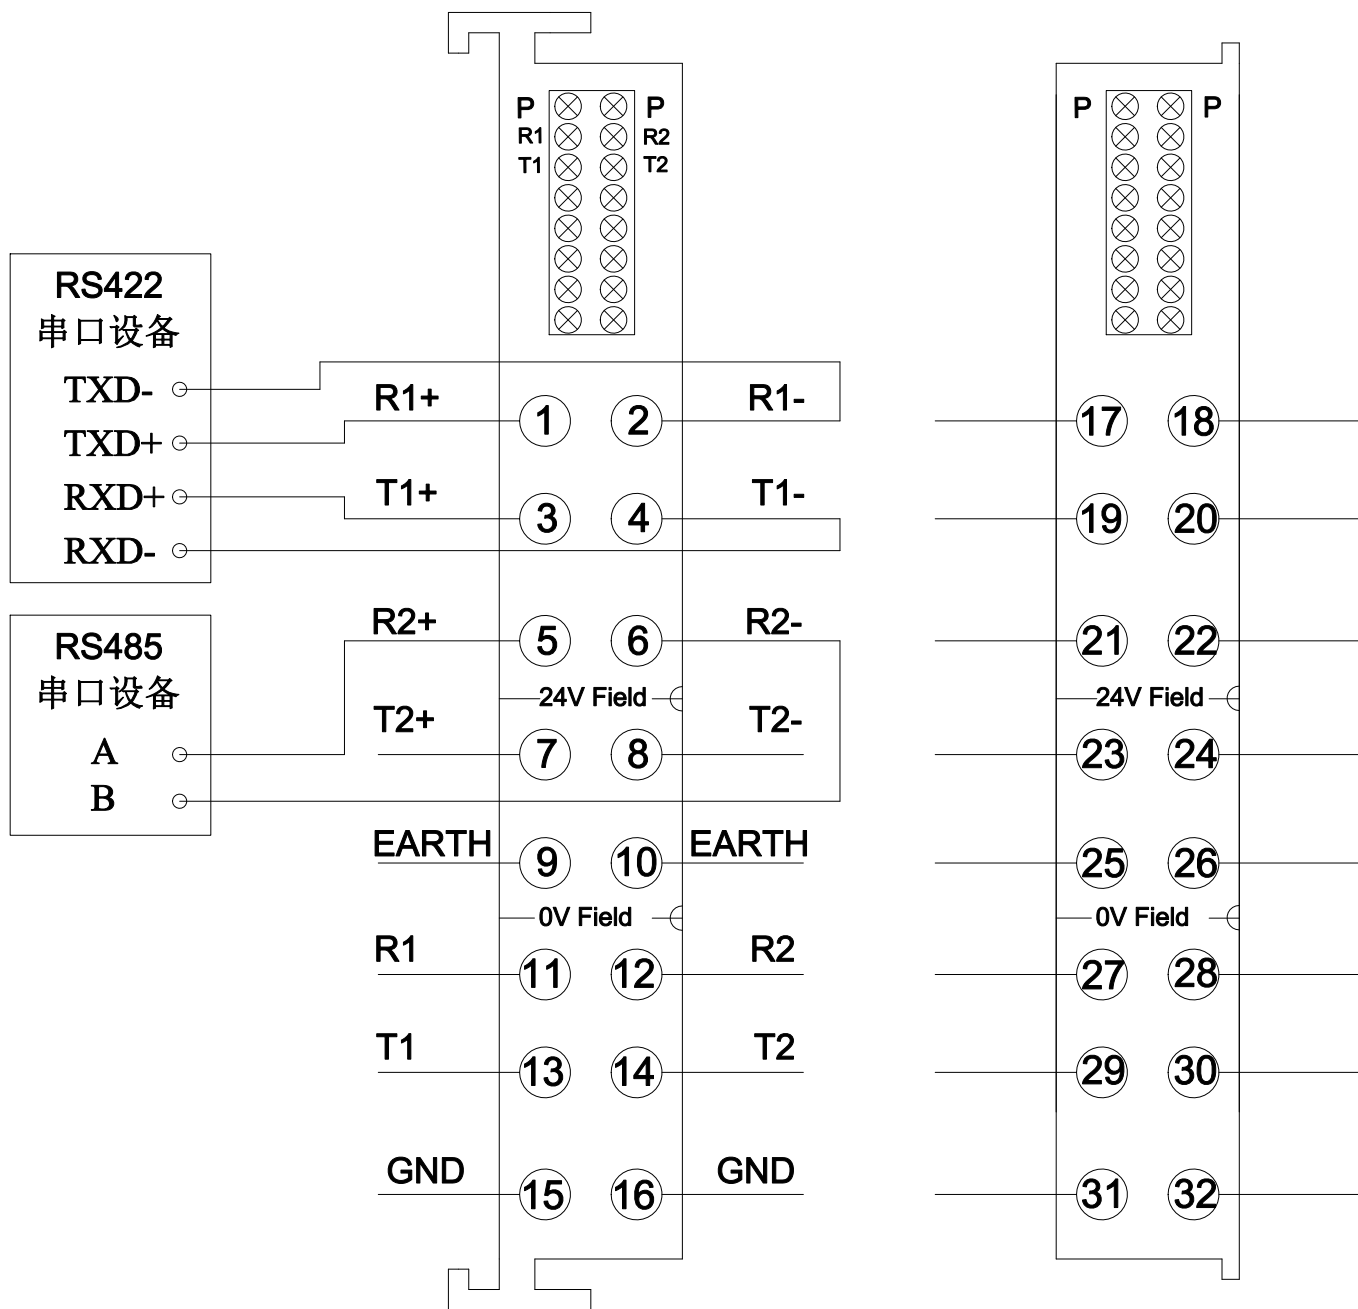 P P
R1 R2
T1 T2
P P
RS422
串口设备
TXD-
TXD+
RXD+
RXD-
R1+ 1 2 R1-
T1+ 3 4 T1-
RS485
串口设备
A
B
R2+ 5 6 R2-
24V Field
T2+ 7 8 T2-
EARTH 9 10 EARTH
0V Field
R1 11 12 R2
T1 13 14 T2
GND 15 16 GND
17 18
19 20
21 22
24V Field
23 24
25 26
0V Field
27 28
29 30
31 32